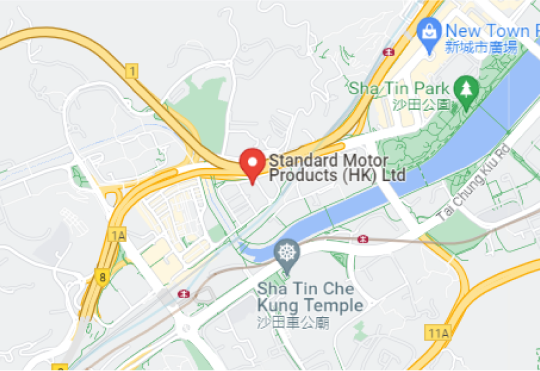 New Town P
新城市廣場
1
Sha Tin Park
沙田公園
Standard Motor
Products (HK) Ltd
Tai Chung Kiu Rd
1A
8
Sha Tin Che
Kung Temple
沙田車公廟
11A